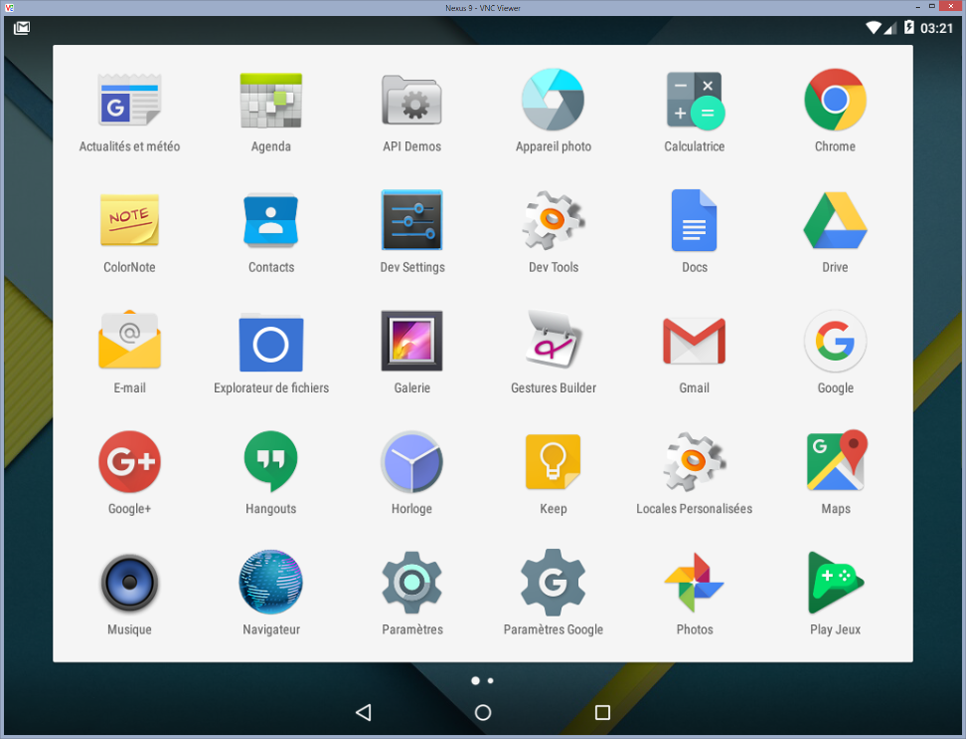 Nexus 9 - VNC Viewer
03:21
Actualités et météo
Agenda
API Demos
Appareil photo
Calculatrice
Chrome
NOTE
ColorNote
Contacts
Dev Settings
Dev Tools
Docs
Drive
E-mail
Explorateur de fichiers
Galerie
Gestures Builder
Gmail
Google
G+
Google+
Hangouts
Horloge
Keep
Locales Personalisées
Maps
Musique
Navigateur
Paramètres
Paramètres Google
Photos
Play Jeux